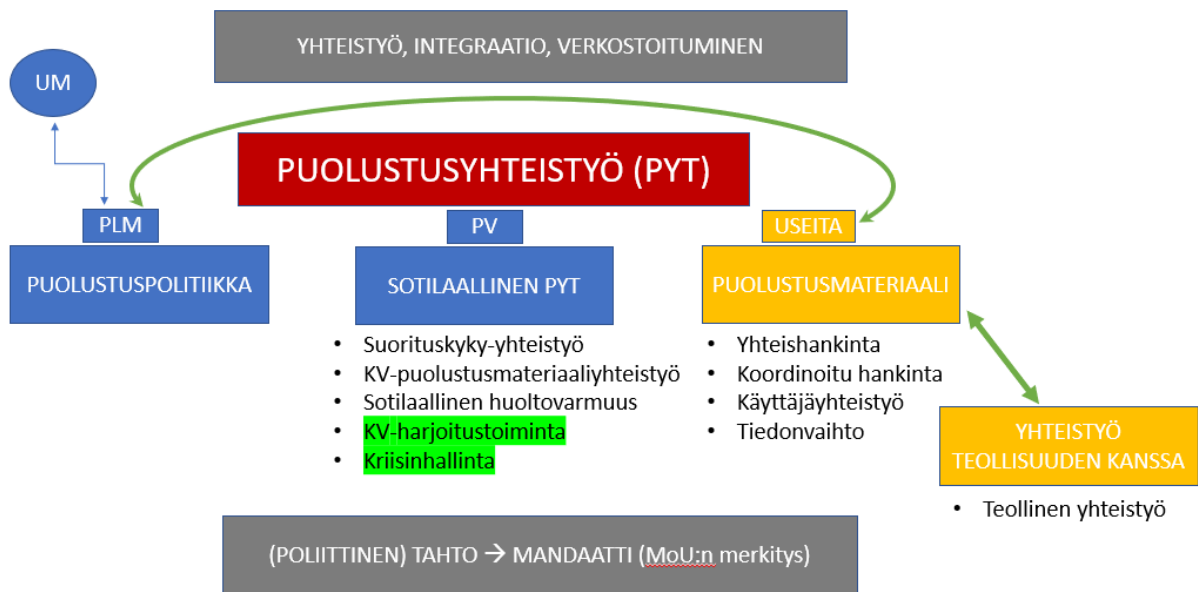 YHTEISTYÖ, INTEGRAATIO, VERKOSTOITUMINEN
UM
PUOLUSTUSYHTEISTYÖ (PYT)
PLM
PV
USEITA
PUOLUSTUSPOLITIIKKA
SOTILAALLINEN PYT
PUOLUSTUSMATERIAALI
• Suorituskyky-yhteistyö
• KV-puolustusmateriaaliyhteistyö
• Sotilaallinen huoltovarmuus
• KV-harjoitustoiminta
• Kriisinhallinta
• Yhteishankinta
• Koordinoitu hankinta
• Käyttäjäyhteistyö
• Tiedonvaihto
YHTEISTYÖ
TEOLLISUUDEN KANSSA
• Teollinen yhteistyö
(POLIITTINEN) TAHTO → MANDAATTI (MoU:n merkitys)